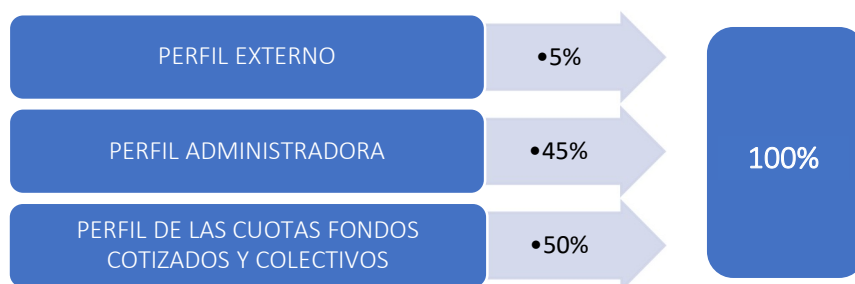 PERFIL EXTERNO
•5%
PERFIL ADMINISTRADORA
•45%
100%
PERFIL DE LAS CUOTAS FONDOS
COTIZADOS Y COLECTIVOS
•50%